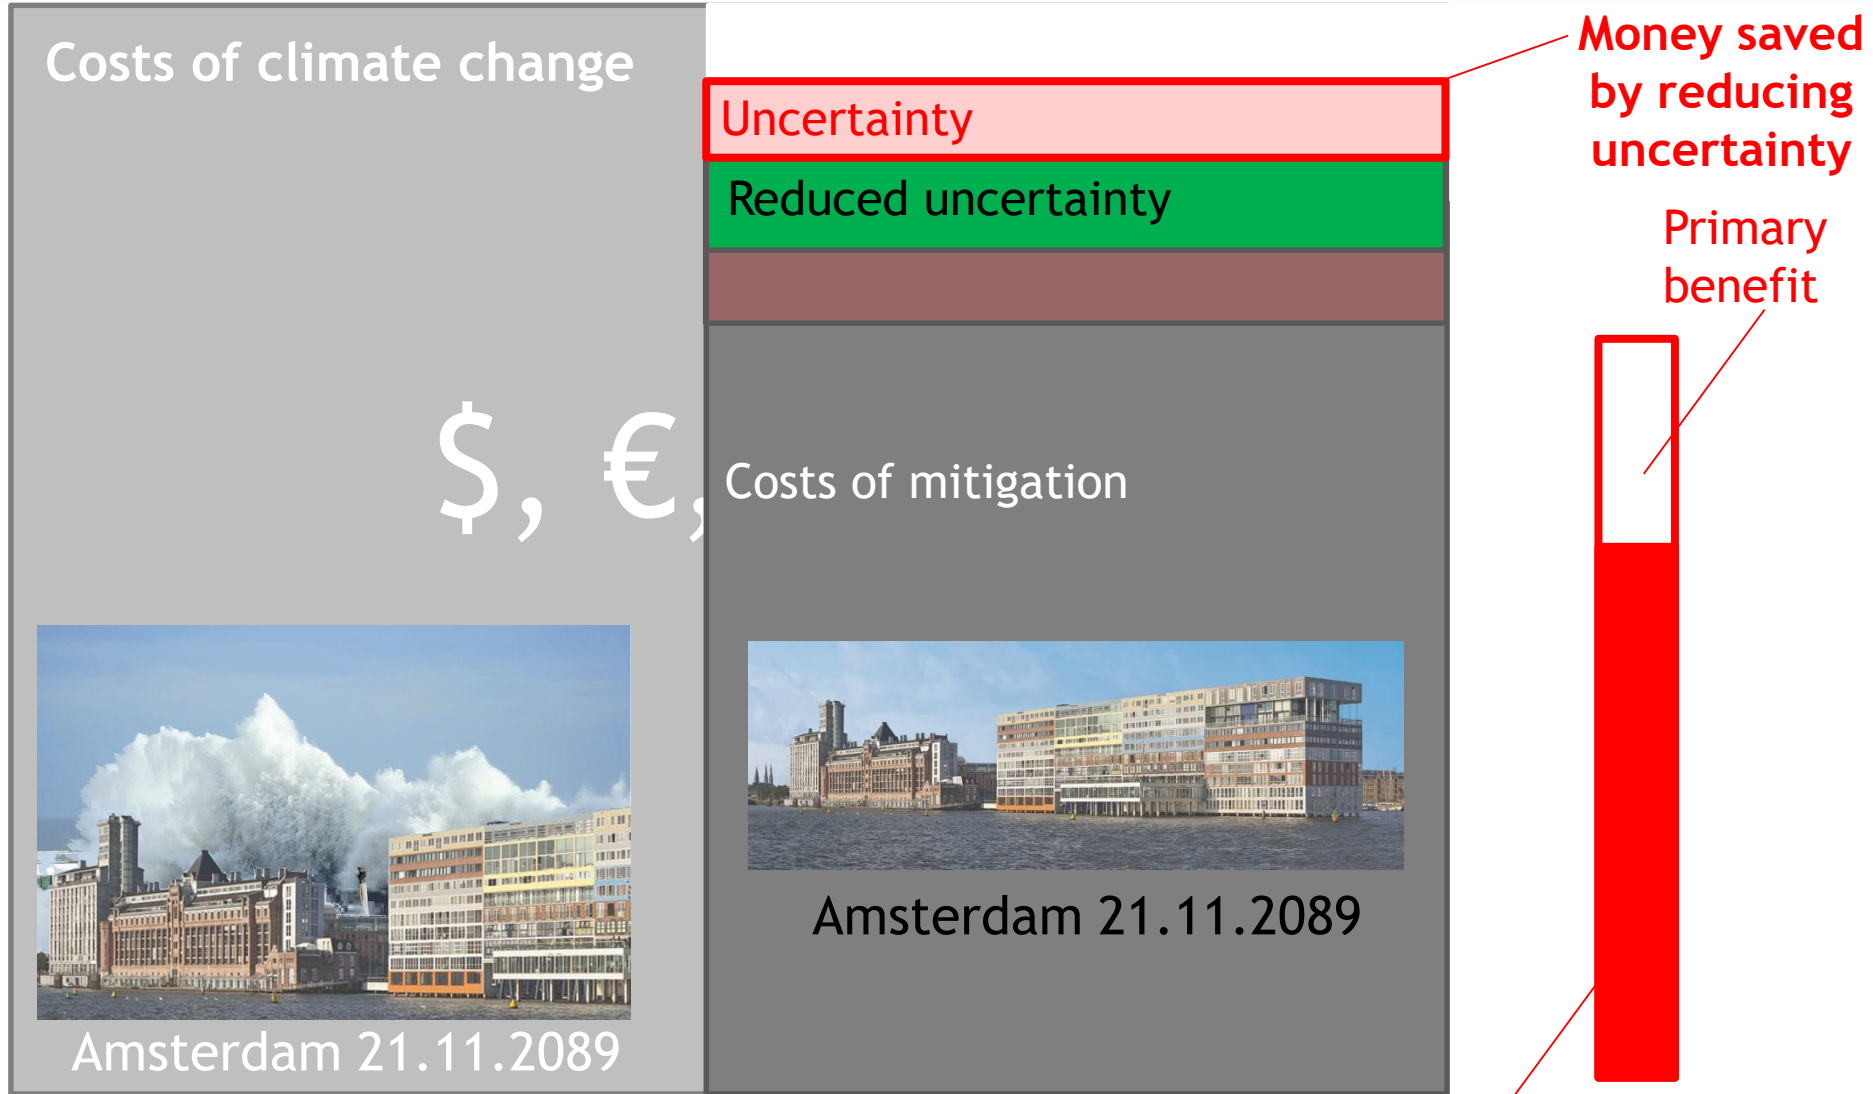 Costs of climate change
$, €,
Amsterdam 21.11.2089
Uncertainty
Reduced uncertainty
Costs of mitigation
Amsterdam 21.11.2089
Money saved
by reducing
uncertainty
Primary
benefit